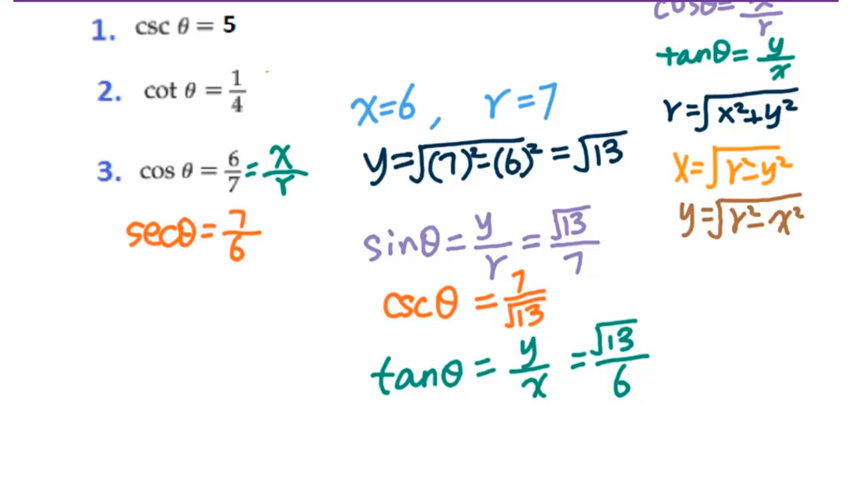 cosθ = x/r
1. csc θ = 5
tanθ = y/x
2. cot θ = 1/4
x=6 , r=7
r=√x²+y²
3. cos θ = 6/7 = x/r
y=√(7)²-(6)² = √13
x=√r²-y²
secθ = 7/6
sinθ = y/r = √13/7
y=√r²-x²
cscθ = 7/√13
tanθ = y/x = √13/6